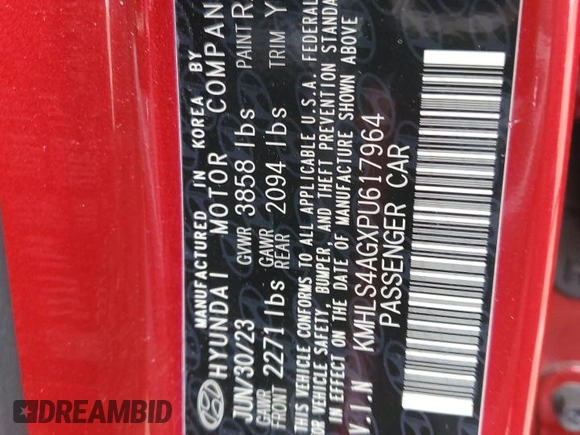 MANUFACTURED IN KOREA BY
HYUNDAI MOTOR COMPAN
JUN/30/23 GVWR 3858 lbs PAINT R
GAWR FRONT 2271 lbs GAWR REAR 2094 lbs TRIM Y
THIS VEHICLE CONFORMS TO ALL APPLICABLE U.S.A. FEDERAL
VEHICLE SAFETY, BUMPER, AND THEFT PREVENTION STANDA
IN EFFECT ON THE DATE OF MANUFACTURE SHOWN ABOVE
V.I.N KMHLS4AGXPU617964
PASSENGER CAR
DREAMBID